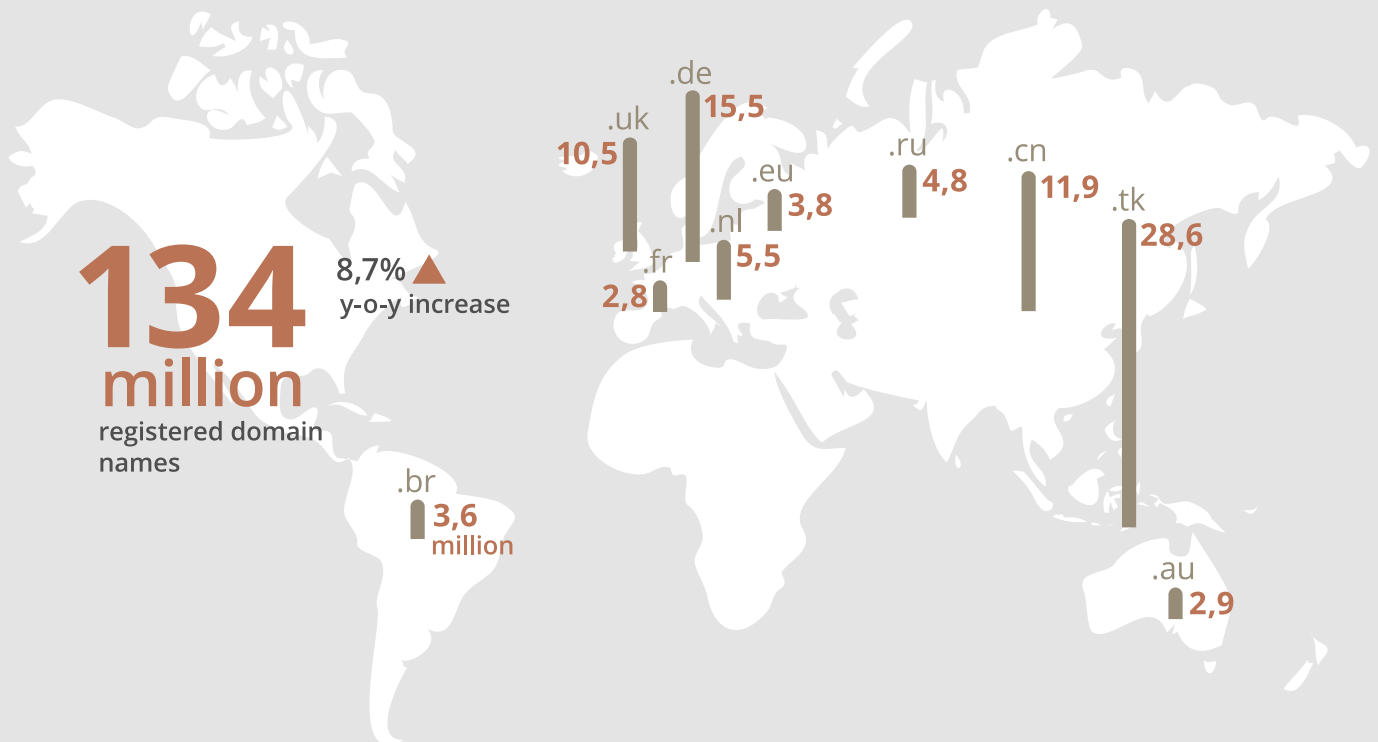 134
million
registered domain
names
8,7%
y-o-y increase
.br
3,6
million
.uk
10,5
.de
15,5
.fr
2,8
.nl
5,5
.eu
3,8
.ru
4,8
.cn
11,9
.tk
28,6
.au
2,9